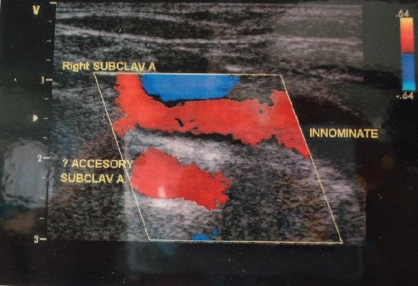 V
.64
Right SUBCLAV A
-.64
1
INNOMINATE
2
? ACCESORY
SUBCLAV A
3